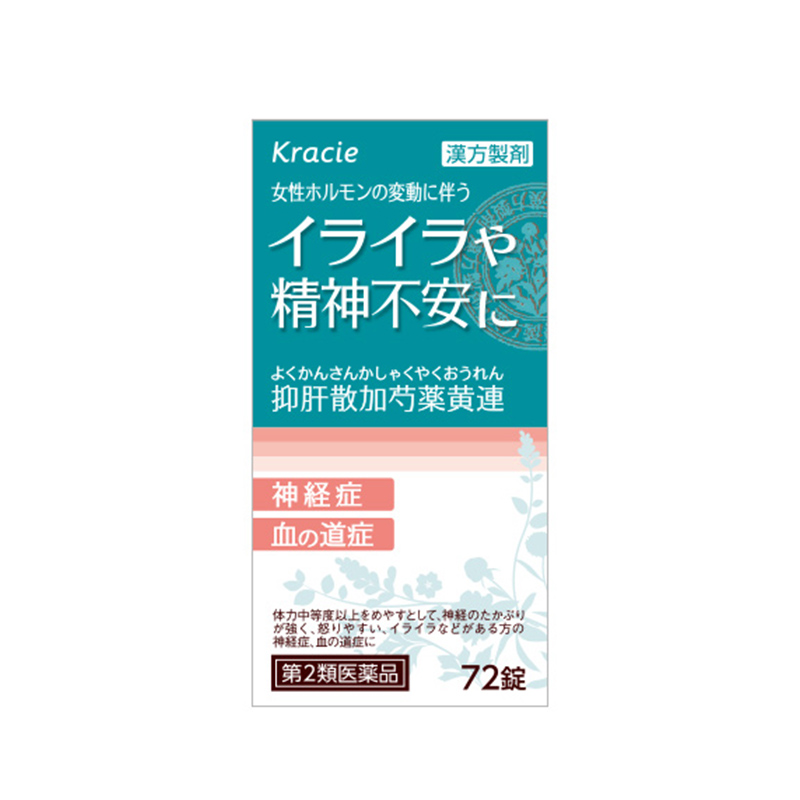 Kracie
漢方製剤
女性ホルモンの変動に伴う
イライラや
精神不安に
よくかんさんかしゃくやくおうれん
抑肝散加芍薬黄連
神経症
血の道症
体力中等度以上をめやすとして、神経のたかぶり
が強く、怒りやすい、イライラなどがある方の
神経症、血の道症に
第2類医薬品
72錠